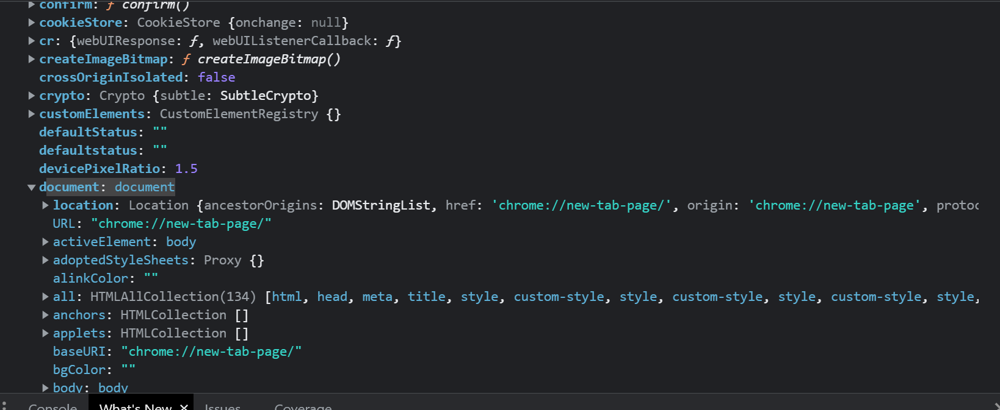 confirm: ƒ confirm()
cookieStore: CookieStore {onchange: null}
cr: {webUIResponse: ƒ, webUIListenerCallback: ƒ}
createImageBitmap: ƒ createImageBitmap()
crossOriginIsolated: false
crypto: Crypto {subtle: SubtleCrypto}
customElements: CustomElementRegistry {}
defaultStatus: ""
defaultstatus: ""
devicePixelRatio: 1.5
document: document
location: Location {ancestorOrigins: DOMStringList, href: 'chrome://new-tab-page/', origin: 'chrome://new-tab-page', protoc
URL: "chrome://new-tab-page/"
activeElement: body
adoptedStyleSheets: Proxy {}
alinkColor: ""
all: HTMLAllCollection(134) [html, head, meta, title, style, custom-style, style, custom-style, style, custom-style, style,
anchors: HTMLCollection []
applets: HTMLCollection []
baseURI: "chrome://new-tab-page/"
bgColor: ""
body: body
Console What's New × Issues Coverage